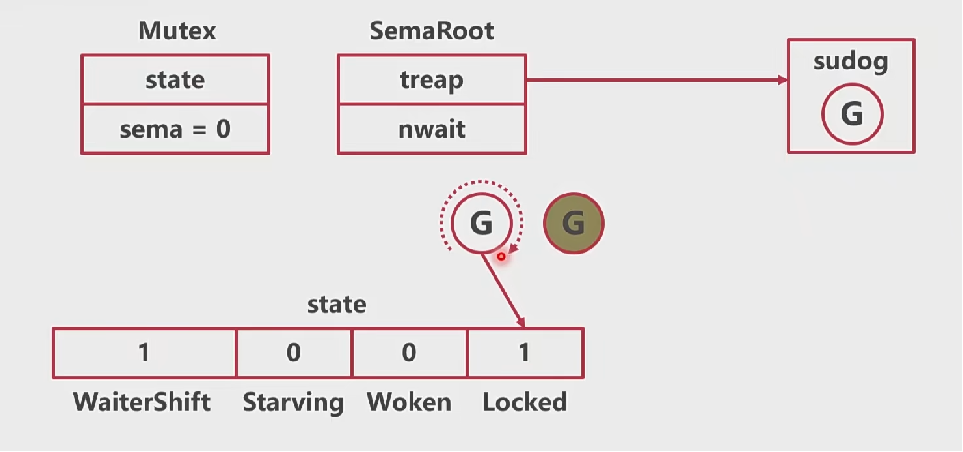 Mutex
state
sema = 0
SemaRoot
treap
nwait
sudog
G
G
G
state
1
0
0
1
WaiterShift
Starving
Woken
Locked